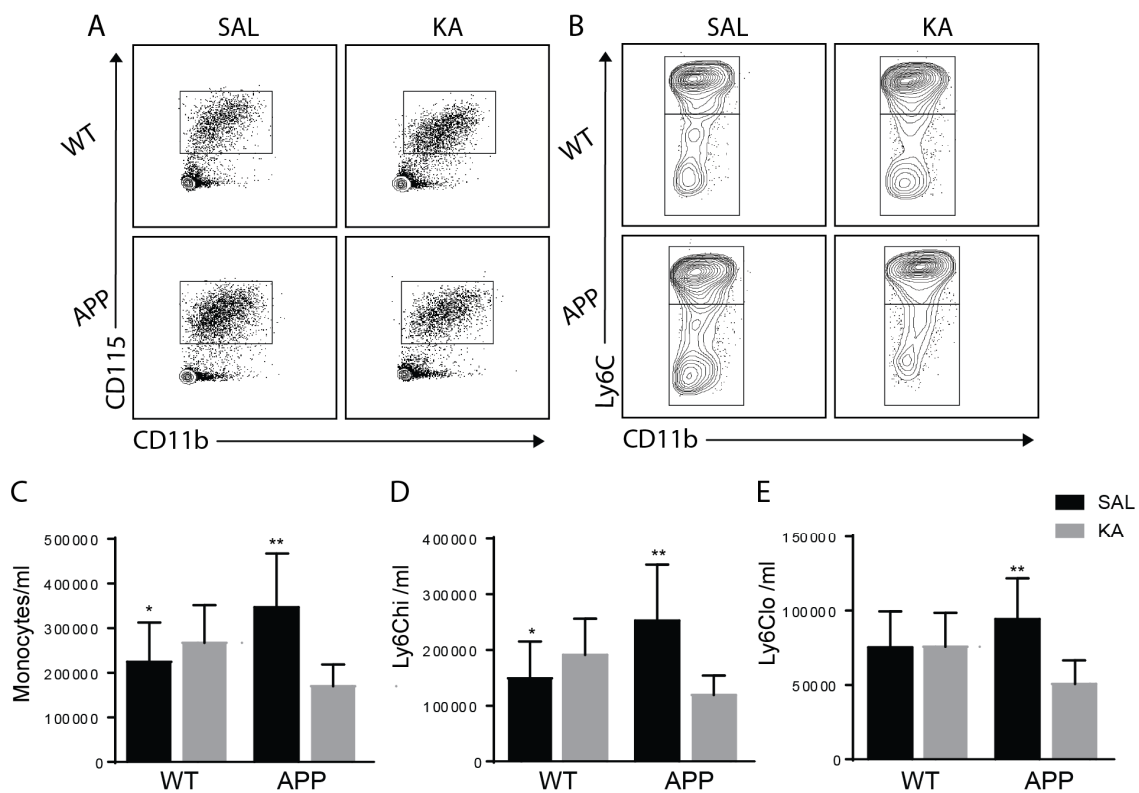 A
SAL
KA
B
SAL
KA
WT
APP
CD115
CD11b
WT
APP
Ly6C
CD11b
C
D
E
SAL
KA
Monocytes/ml
500000
400000
300000
200000
100000
0
*
**
WT
APP
Ly6Chi /ml
400000
300000
200000
100000
0
*
**
WT
APP
Ly6Clo /ml
150000
100000
50000
0
**
WT
APP